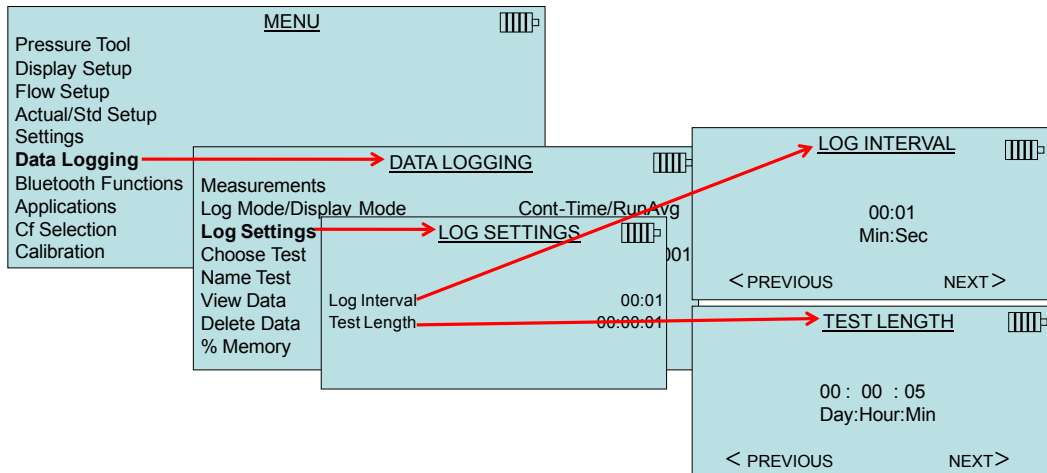 MENU
Pressure Tool
Display Setup
Flow Setup
Actual/Std Setup
Settings
Data Logging
Bluetooth Functions
Applications
Cf Selection
Calibration
DATA LOGGING
Measurements
Log Mode/Display Mode Cont-Time/RunAvg
Log Settings
Choose Test 001
Name Test
View Data
Delete Data
% Memory
LOG SETTINGS
Log Interval 00:01
Test Length 00:00:01
LOG INTERVAL
00:01
Min:Sec
< PREVIOUS NEXT >
TEST LENGTH
00 : 00 : 05
Day:Hour:Min
< PREVIOUS NEXT >